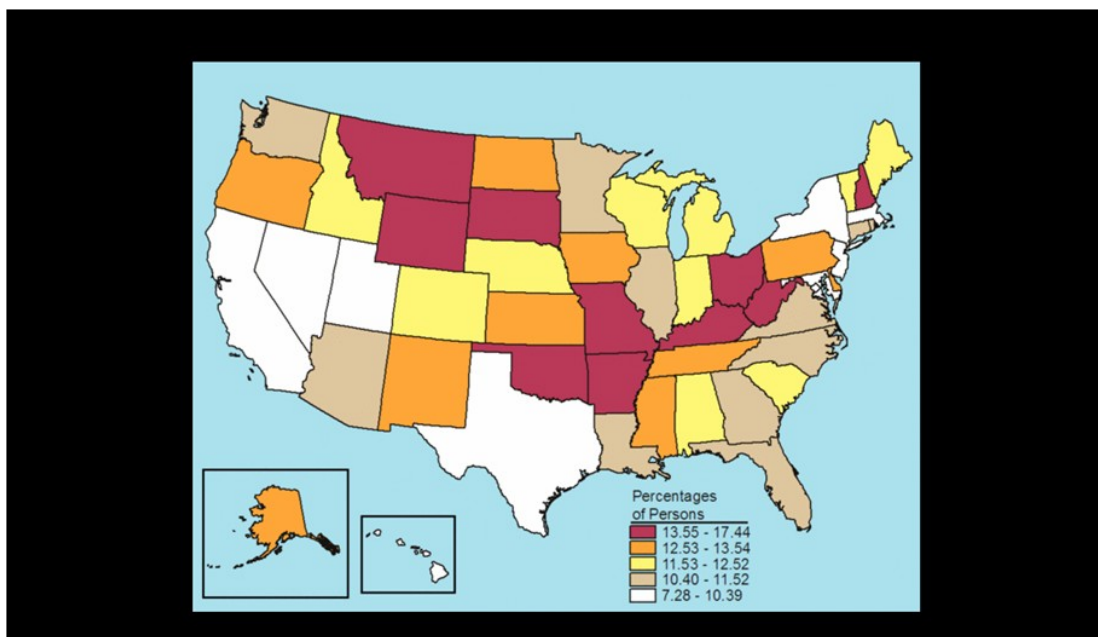 Percentages
of Persons
13.55 - 17.44
12.53 - 13.54
11.53 - 12.52
10.40 - 11.52
7.28 - 10.39